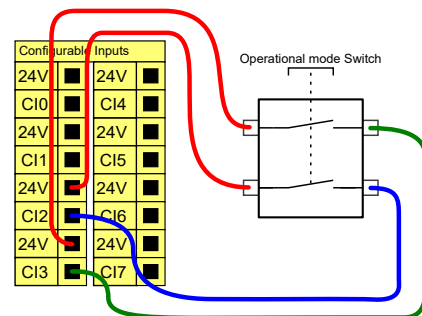 Configurable Inputs
Operational mode Switch
24V 24V
CI0 CI4
24V 24V
CI1 CI5
24V 24V
CI2 CI6
24V 24V
CI3 CI7